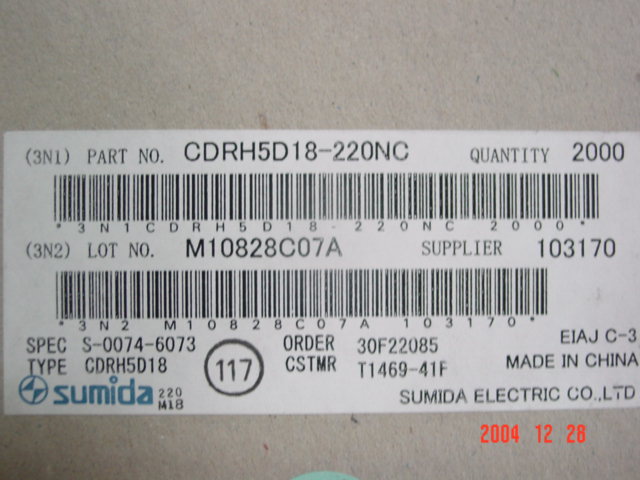 (3N1) PART NO. CDRH5D18-220NC QUANTITY 2000
*3N1CDRH5D18-220NC 2000*
(3N2) LOT NO. M10828C07A SUPPLIER 103170
*3N2 M10828C07A 103170*
SPEC S-0074-6073 ORDER 30F22085 EIAJ C-3
TYPE CDRH5D18 117 CSTMR T1469-41F MADE IN CHINA
sumida 220 M18 SUMIDA ELECTRIC CO.,LTD
2004 12 28